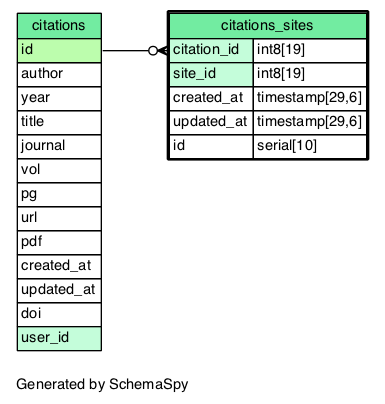 citations
id
author
year
title
journal
vol
pg
url
pdf
created_at
updated_at
doi
user_id
citations_sites
citation_id int8[19]
site_id int8[19]
created_at timestamp[29,6]
updated_at timestamp[29,6]
id serial[10]
Generated by SchemaSpy